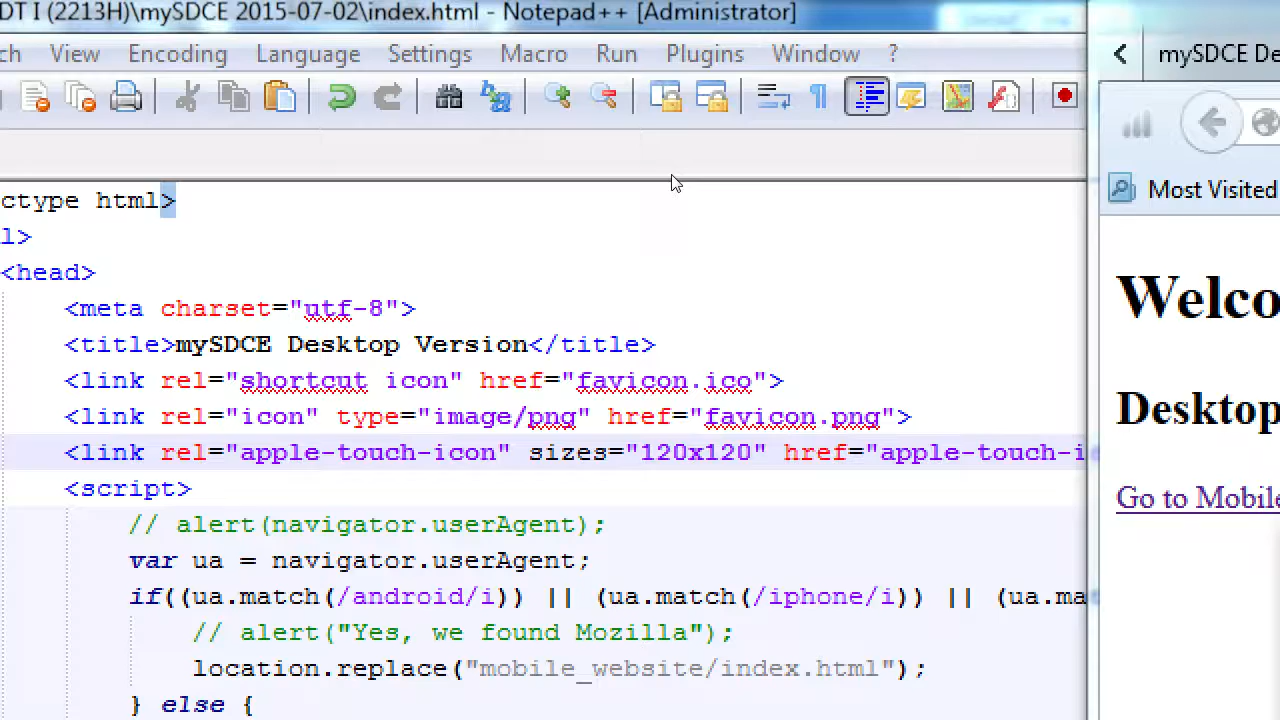 DT I (2213H)\mySDCE 2015-07-02\index.html - Notepad++ [Administrator]
ch View Encoding Language Settings Macro Run Plugins Window ?
ctype html>
l>
<head>
<meta charset="utf-8">
<title>mySDCE Desktop Version</title>
<link rel="shortcut icon" href="favicon.ico">
<link rel="icon" type="image/png" href="favicon.png">
<link rel="apple-touch-icon" sizes="120x120" href="apple-touch-i
<script>
// alert(navigator.userAgent);
var ua = navigator.userAgent;
if((ua.match(/android/i)) || (ua.match(/iphone/i)) || (ua.ma
// alert("Yes, we found Mozilla");
location.replace("mobile_website/index.html");
} else {
mySDCE De
Most Visited
Welco
Desktop
Go to Mobile